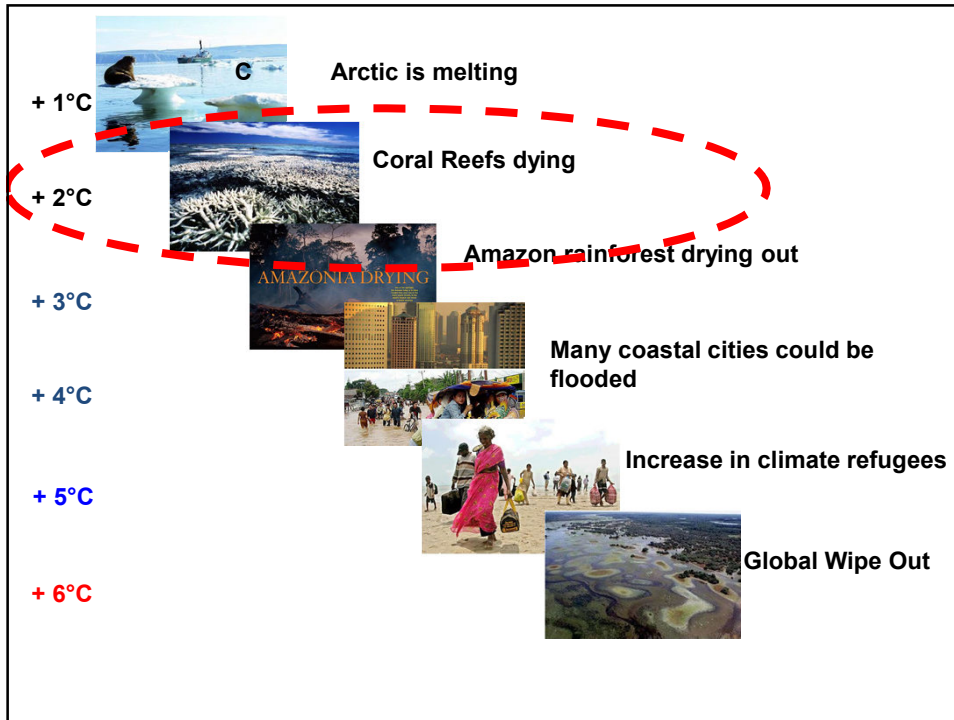 C
Arctic is melting
+ 1°C
Coral Reefs dying
+ 2°C
Amazon rainforest drying out
AMAZONIA DRYING
+ 3°C
Many coastal cities could be
flooded
+ 4°C
Increase in climate refugees
+ 5°C
Global Wipe Out
+ 6°C